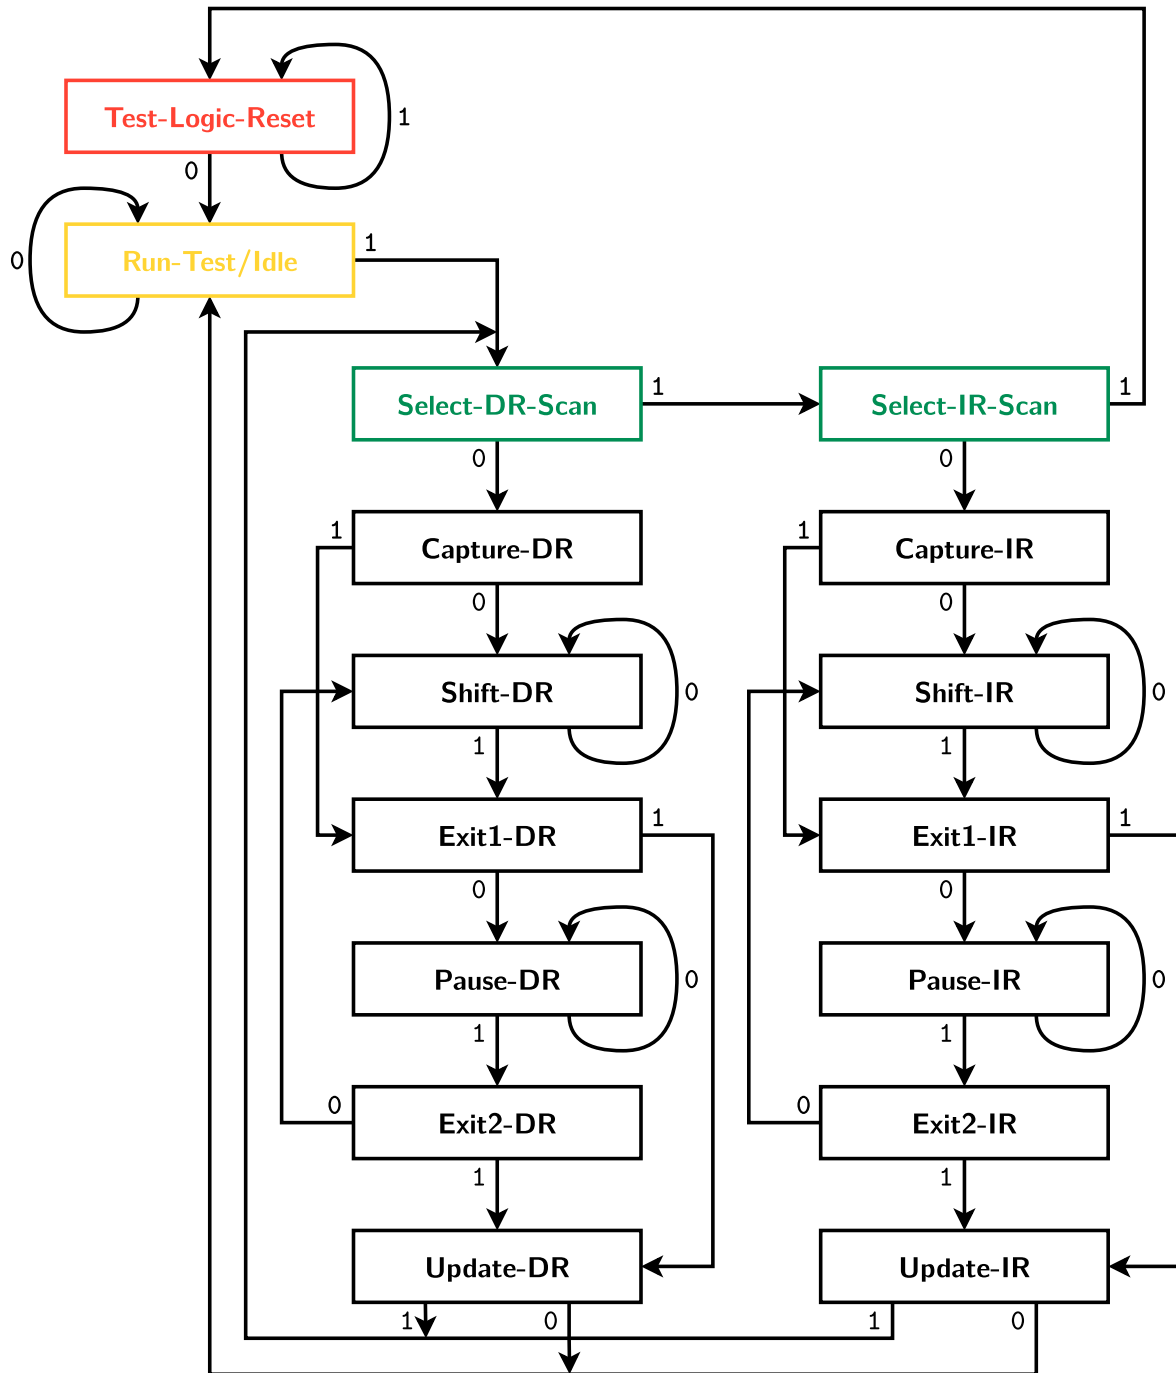 Test-Logic-Reset
1
0
Run-Test/Idle
1
0
Select-DR-Scan
1
Select-IR-Scan
1
0
0
1
Capture-DR
1
Capture-IR
0
0
Shift-DR
0
Shift-IR
0
1
1
Exit1-DR
1
Exit1-IR
1
0
0
Pause-DR
0
Pause-IR
0
1
1
0
Exit2-DR
0
Exit2-IR
1
1
Update-DR
Update-IR
1
0
1
0